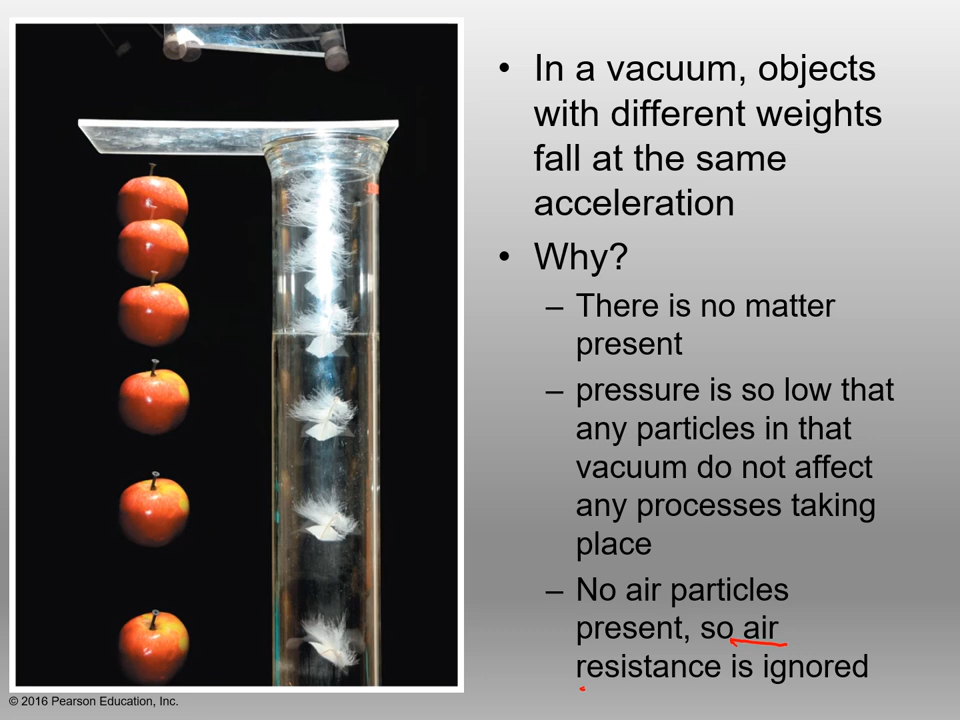 • In a vacuum, objects
with different weights
fall at the same
acceleration
• Why?
– There is no matter
present
– pressure is so low that
any particles in that
vacuum do not affect
any processes taking
place
– No air particles
present, so air
resistance is ignored
© 2016 Pearson Education, Inc.